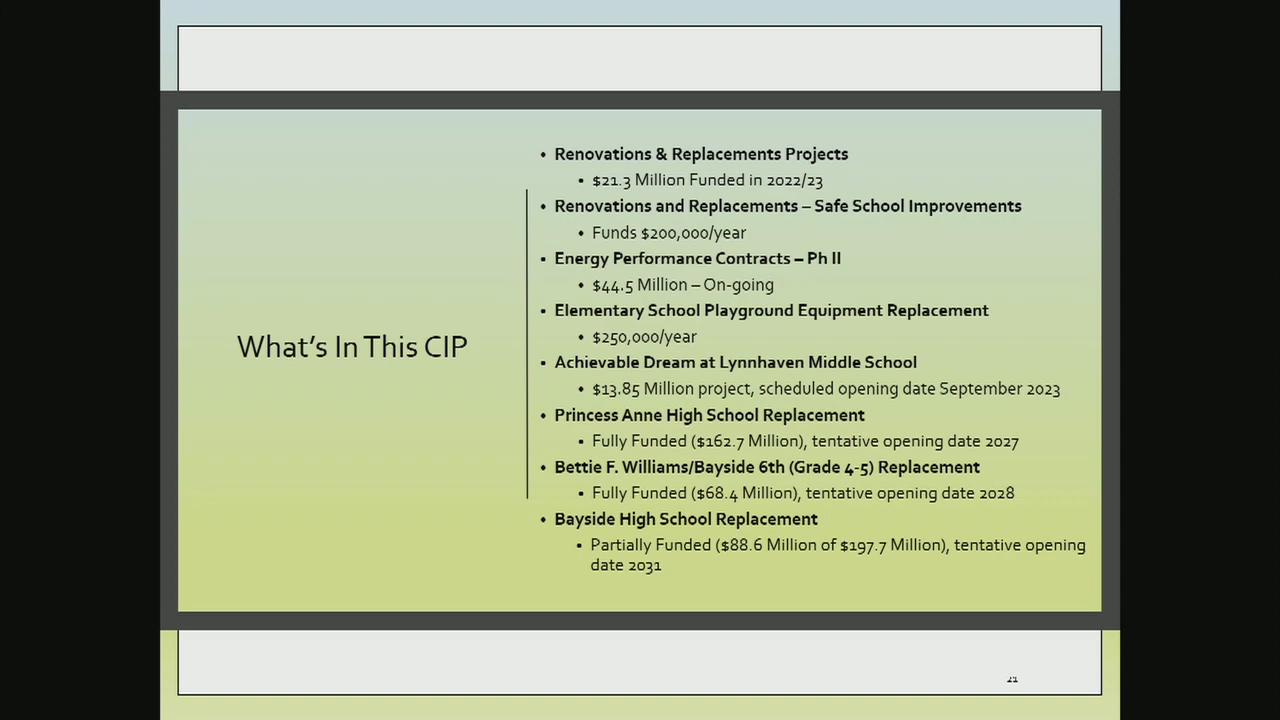 What's In This CIP
• Renovations & Replacements Projects
• $21.3 Million Funded in 2022/23
• Renovations and Replacements – Safe School Improvements
• Funds $200,000/year
• Energy Performance Contracts – Ph II
• $44.5 Million – On-going
• Elementary School Playground Equipment Replacement
• $250,000/year
• Achievable Dream at Lynnhaven Middle School
• $13.85 Million project, scheduled opening date September 2023
• Princess Anne High School Replacement
• Fully Funded ($162.7 Million), tentative opening date 2027
• Bettie F. Williams/Bayside 6th (Grade 4-5) Replacement
• Fully Funded ($68.4 Million), tentative opening date 2028
• Bayside High School Replacement
• Partially Funded ($88.6 Million of $197.7 Million), tentative opening
date 2031